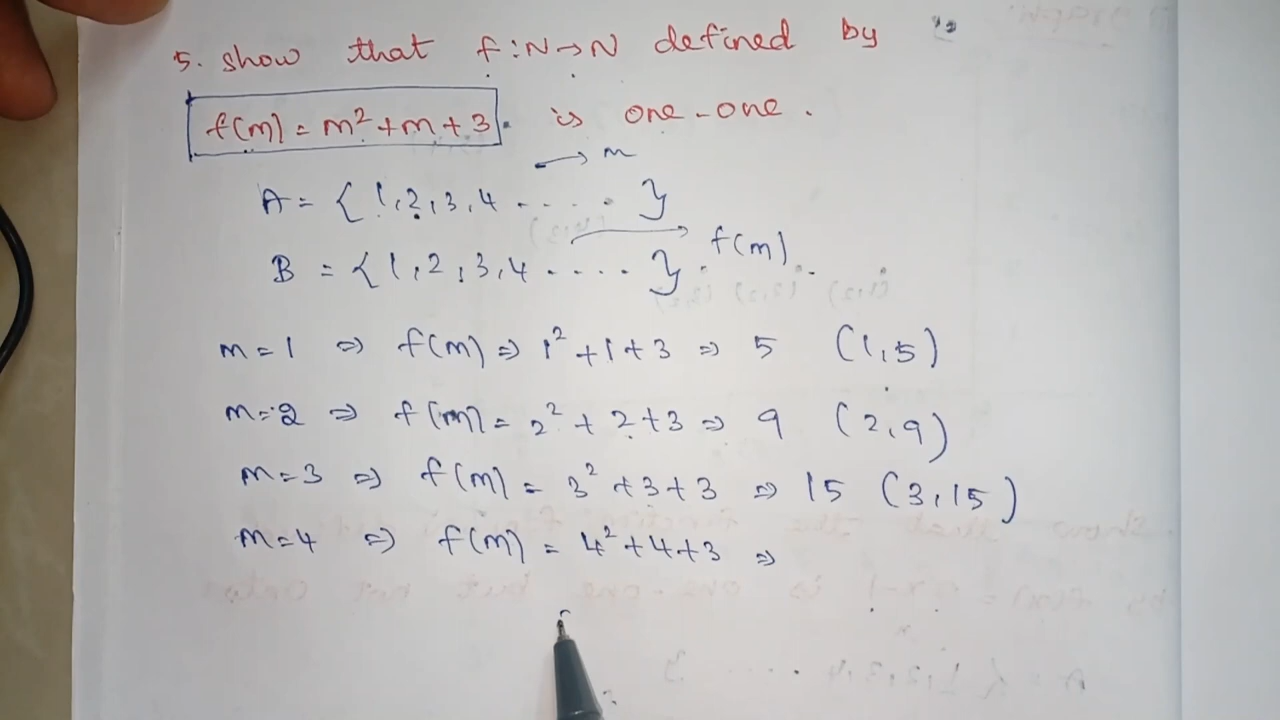 5. show that f:N→N defined by
f(m) = m²+m+3. is one-one.
→ m
A = { 1,2,3,4 ..... }
→ f(m).
B = { 1,2,3,4 ..... }
m=1 ⇒ f(m) ⇒ 1²+1+3 ⇒ 5 (1,5)
m=2 ⇒ f(m) = 2²+2+3 ⇒ 9 (2,9)
m=3 ⇒ f(m) = 3²+3+3 ⇒ 15 (3,15)
m=4 ⇒ f(m) = 4²+4+3 ⇒